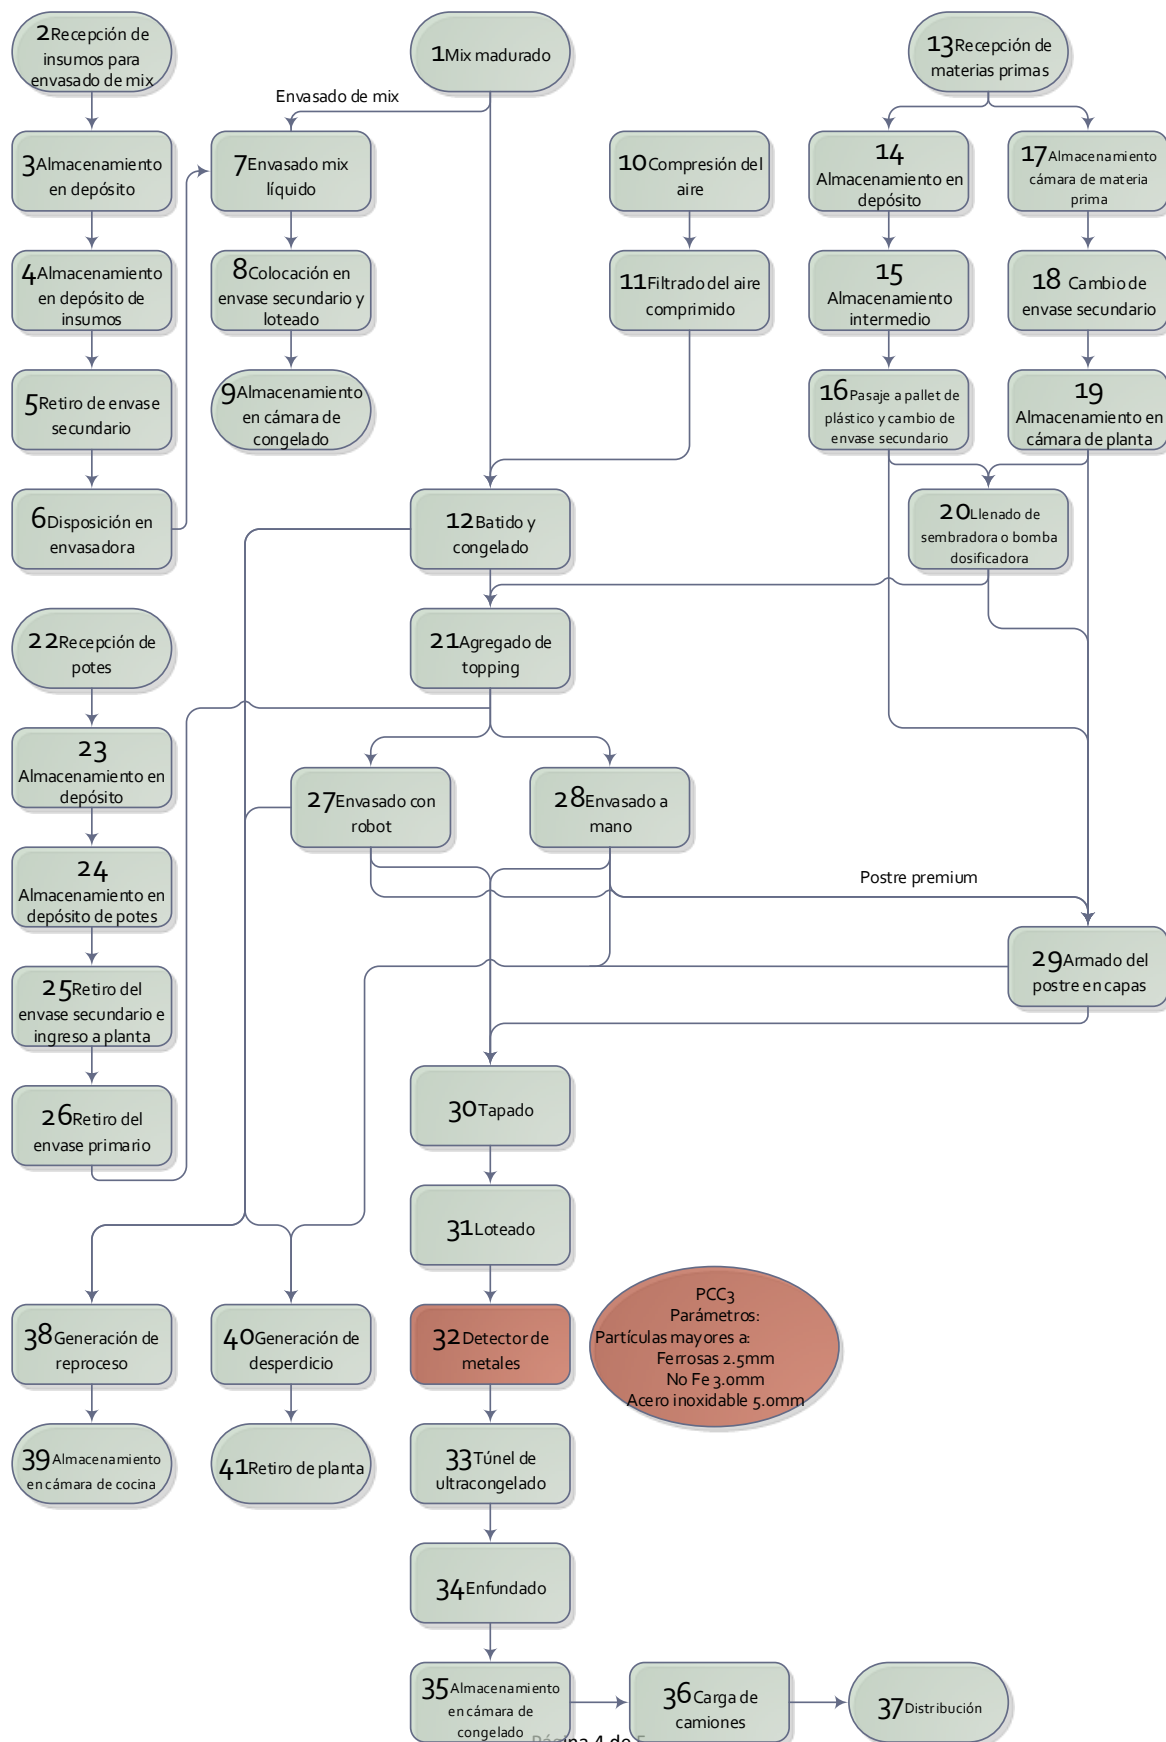 2Recepción de
insumos para
envasado de mix
1Mix madurado
13Recepción de
materias primas
Envasado de mix
3Almacenamiento
en depósito
7Envasado mix
líquido
10Compresión del
aire
14
Almacenamiento en
depósito
17Almacenamiento
cámara de materia
prima
4Almacenamiento
en depósito de
insumos
8Colocación en
envase secundario y
loteado
11Filtrado del aire
comprimido
15
Almacenamiento
intermedio
18 Cambio de
envase secundario
5Retiro de envase
secundario
9Almacenamiento
en cámara de
congelado
16Pasaje a pallet de
plástico y cambio de
envase secundario
19
Almacenamiento en
cámara de planta
6Disposición en
envasadora
12Batido y
congelado
20Llenado de
sembradora o bomba
dosificadora
22Recepción de
potes
21Agregado de
topping
23
Almacenamiento en
depósito
27Envasado con
robot
28Envasado a
mano
24
Almacenamiento en
depósito de potes
Postre premium
25Retiro del
envase secundario e
ingreso a planta
29Armado del
postre en capas
26Retiro del
envase primario
30Tapado
31Loteado
38Generación de
reproceso
40Generación de
desperdicio
32Detector de
metales
PCC3
Parámetros:
Partículas mayores a:
Ferrosas 2.5mm
No Fe 3.0mm
Acero inoxidable 5.0mm
39Almacenamiento
en cámara de cocina
41Retiro de planta
33Túnel de
ultracongelado
34Enfundado
35Almacenamiento
en cámara de
congelado
36Carga de
camiones
37Distribución
Página 4 de 5